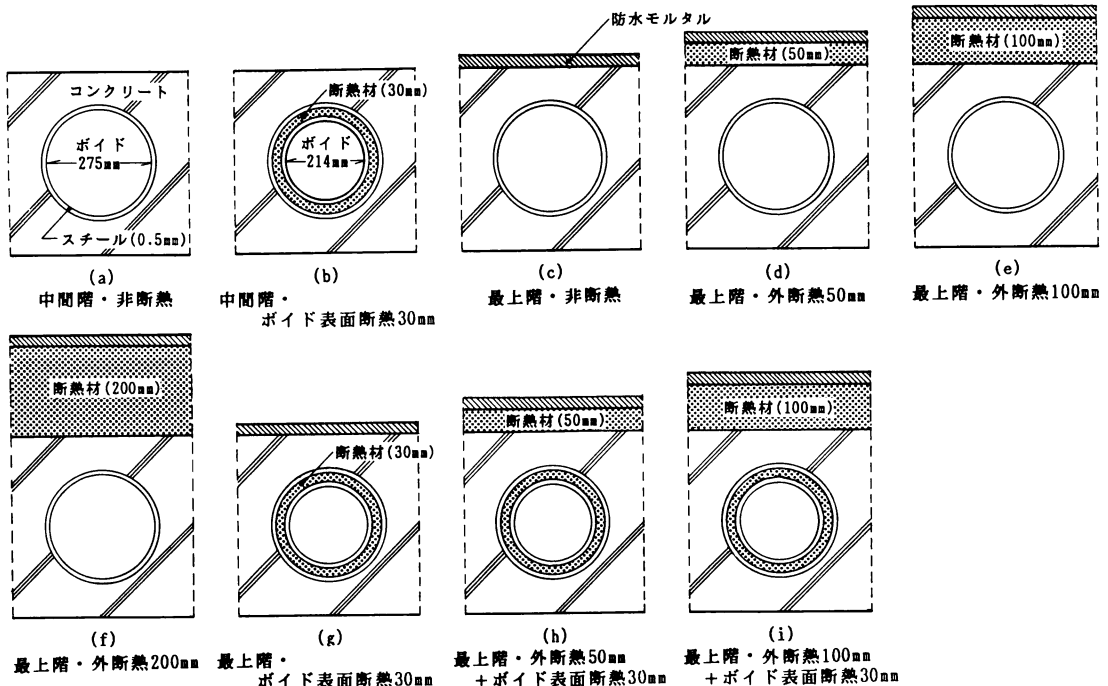 防水モルタル
コンクリート
ボイド
275mm
スチール(0.5mm)
(a)
中間階・非断熱
断熱材(30mm)
ボイド
214mm
(b)
中間階・
ボイド表面断熱30mm
(c)
最上階・非断熱
断熱材(50mm)
(d)
最上階・外断熱50mm
断熱材(100mm)
(e)
最上階・外断熱100mm
断熱材(200mm)
(f)
最上階・外断熱200mm
断熱材(30mm)
(g)
最上階・
ボイド表面断熱30mm
断熱材(50mm)
(h)
最上階・外断熱50mm
+ボイド表面断熱30mm
断熱材(100mm)
(i)
最上階・外断熱100mm
+ボイド表面断熱30mm